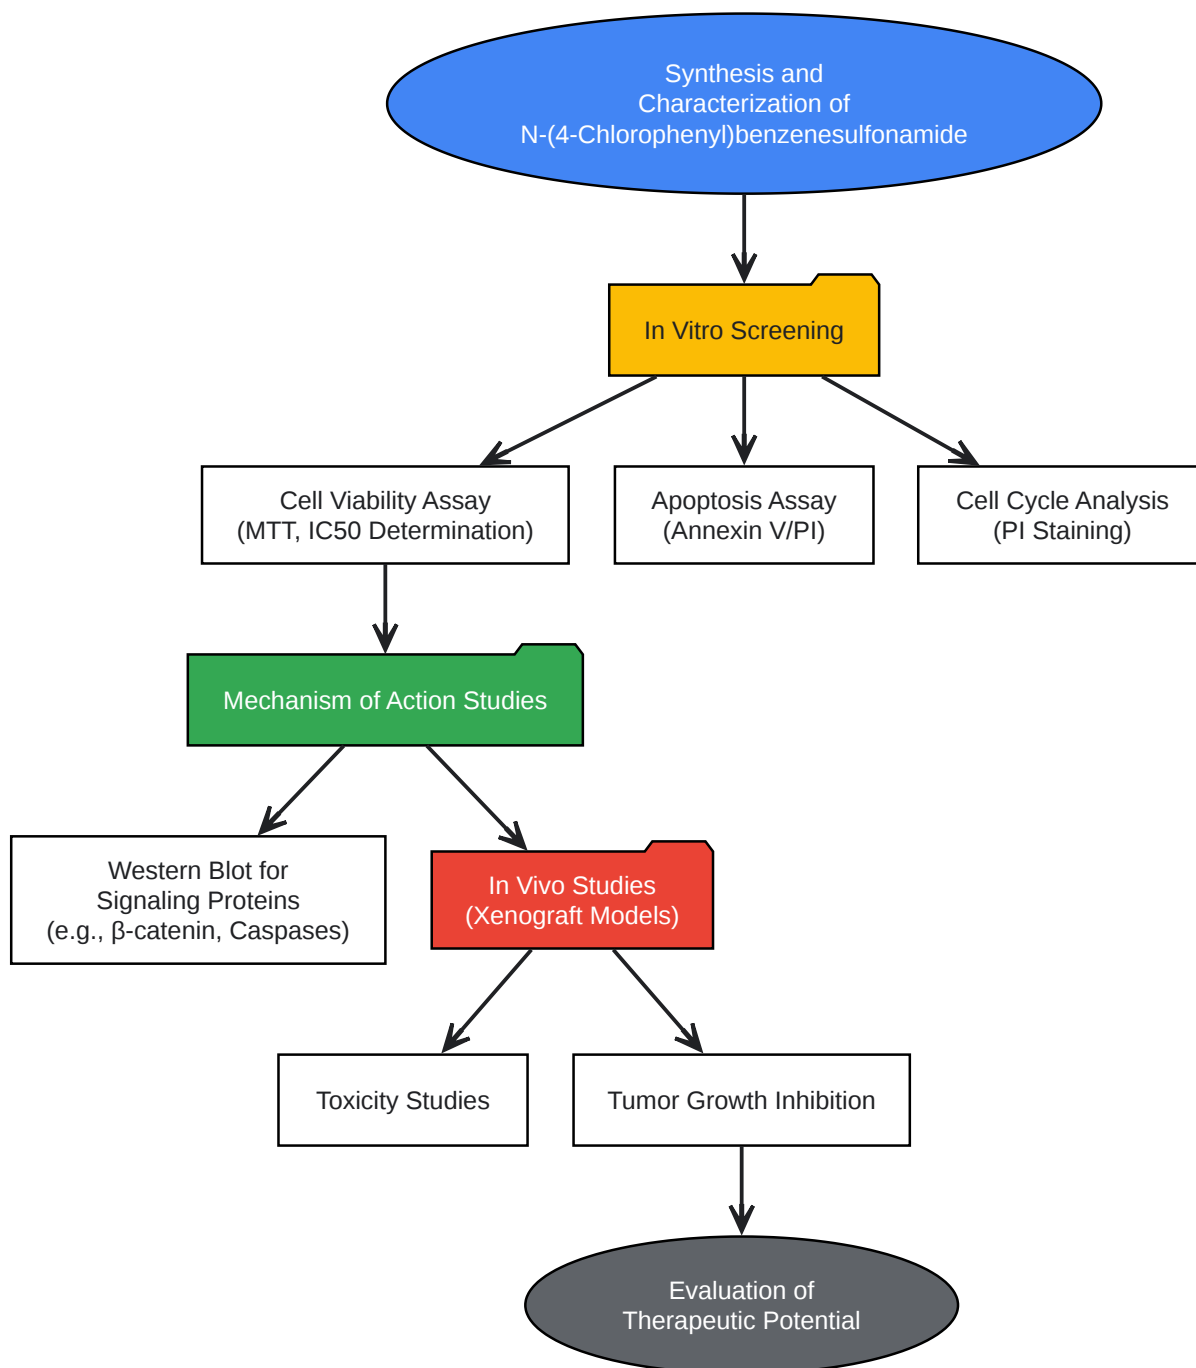 Synthesis and
Characterization of
N-(4-Chlorophenyl)benzenesulfonamide
In Vitro Screening
Cell Viability Assay
(MTT, IC50 Determination)
Apoptosis Assay
(Annexin V/PI)
Cell Cycle Analysis
(PI Staining)
Mechanism of Action Studies
Western Blot for
Signaling Proteins
(e.g., β-catenin, Caspases)
In Vivo Studies
(Xenograft Models)
Toxicity Studies
Tumor Growth Inhibition
Evaluation of
Therapeutic Potential